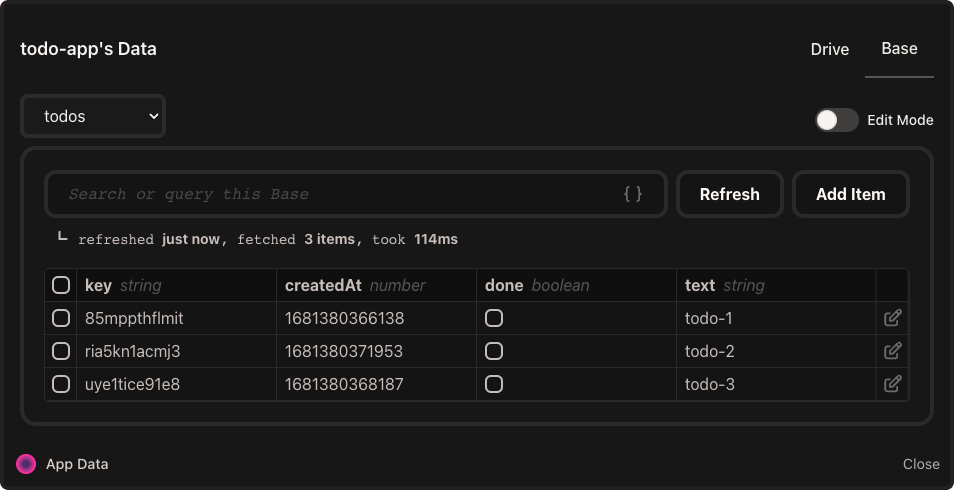 todo-app's Data Drive Base
todos Edit Mode
Search or query this Base { } Refresh Add Item
refreshed just now, fetched 3 items, took 114ms
key string createdAt number done boolean text string
85mppthflmit 1681380366138 todo-1
ria5kn1acmj3 1681380371953 todo-2
uye1tice91e8 1681380368187 todo-3
App Data Close